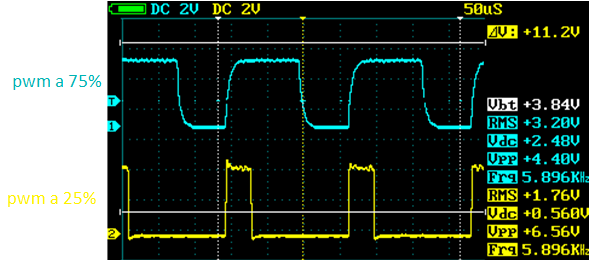 DC 2V DC 2V 50uS
ΔV: +11.2V
pwm a 75%
T
1
Vbt +3.84V
RMS +3.20V
Vdc +2.48V
Vpp +4.40V
Frq 5.896KHz
pwm a 25%
RMS +1.76V
Vdc +0.560V
Vpp +6.56V
2
Frq 5.896KHz